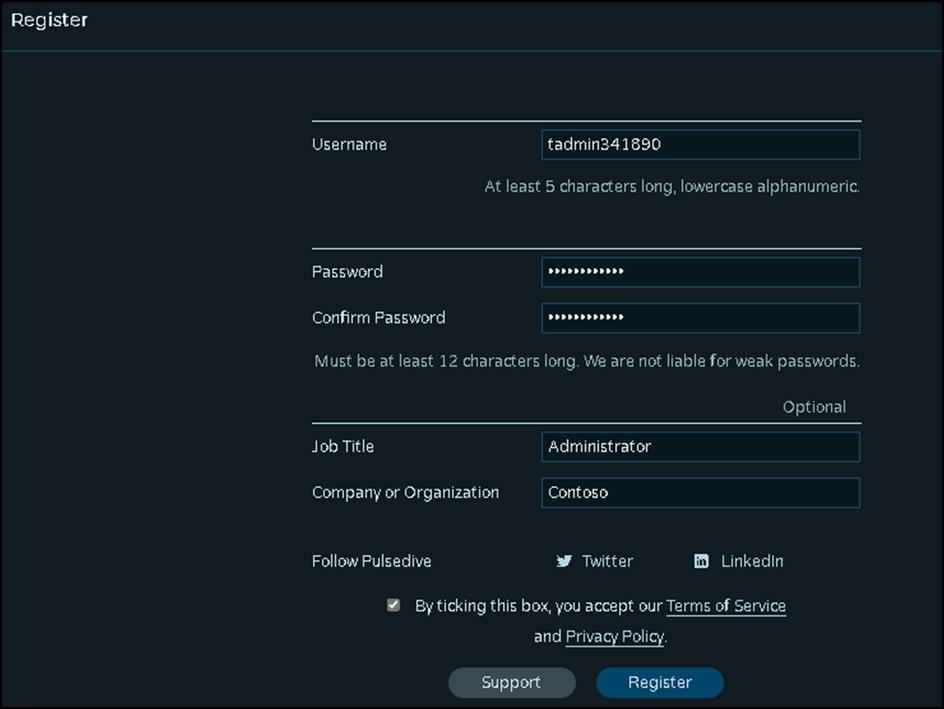 Register
Username tadmin341890
At least 5 characters long, lowercase alphanumeric.
Password ••••••••••••
Confirm Password ••••••••••••
Must be at least 12 characters long. We are not liable for weak passwords.
Optional
Job Title Administrator
Company or Organization Contoso
Follow Pulsedive Twitter LinkedIn
By ticking this box, you accept our Terms of Service
and Privacy Policy.
Support Register